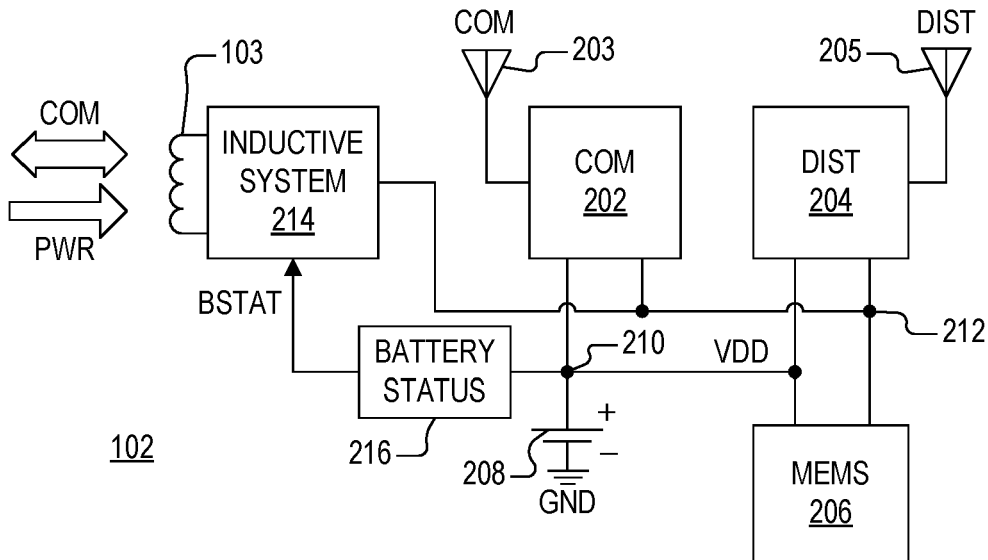 COM
203
DIST
205
103
COM
PWR
INDUCTIVE
SYSTEM
214
COM
202
DIST
204
BSTAT
212
210
VDD
BATTERY
STATUS
216
+
–
208
GND
MEMS
206
102